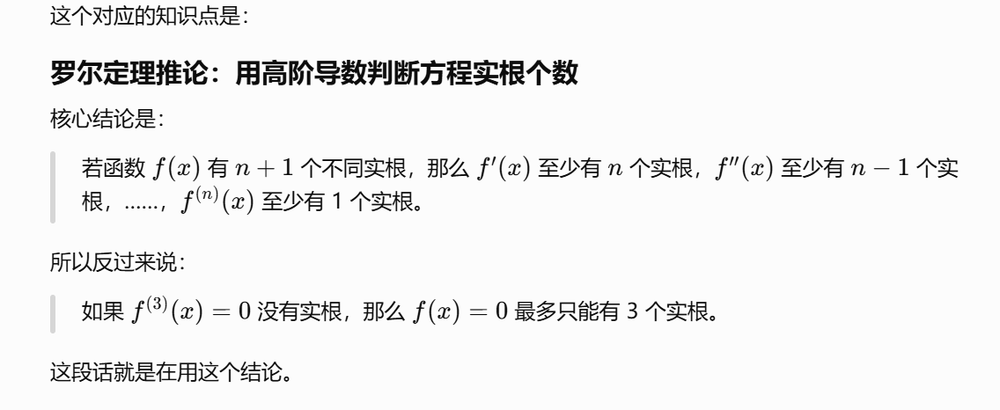 这个对应的知识点是：
罗尔定理推论：用高阶导数判断方程实根个数
核心结论是：
若函数 f(x) 有 n + 1 个不同实根，那么 f′(x) 至少有 n 个实根，f″(x) 至少有 n − 1 个实
根，……，f⁽ⁿ⁾(x) 至少有 1 个实根。
所以反过来说：
如果 f⁽³⁾(x) = 0 没有实根，那么 f(x) = 0 最多只能有 3 个实根。
这段话就是在用这个结论。